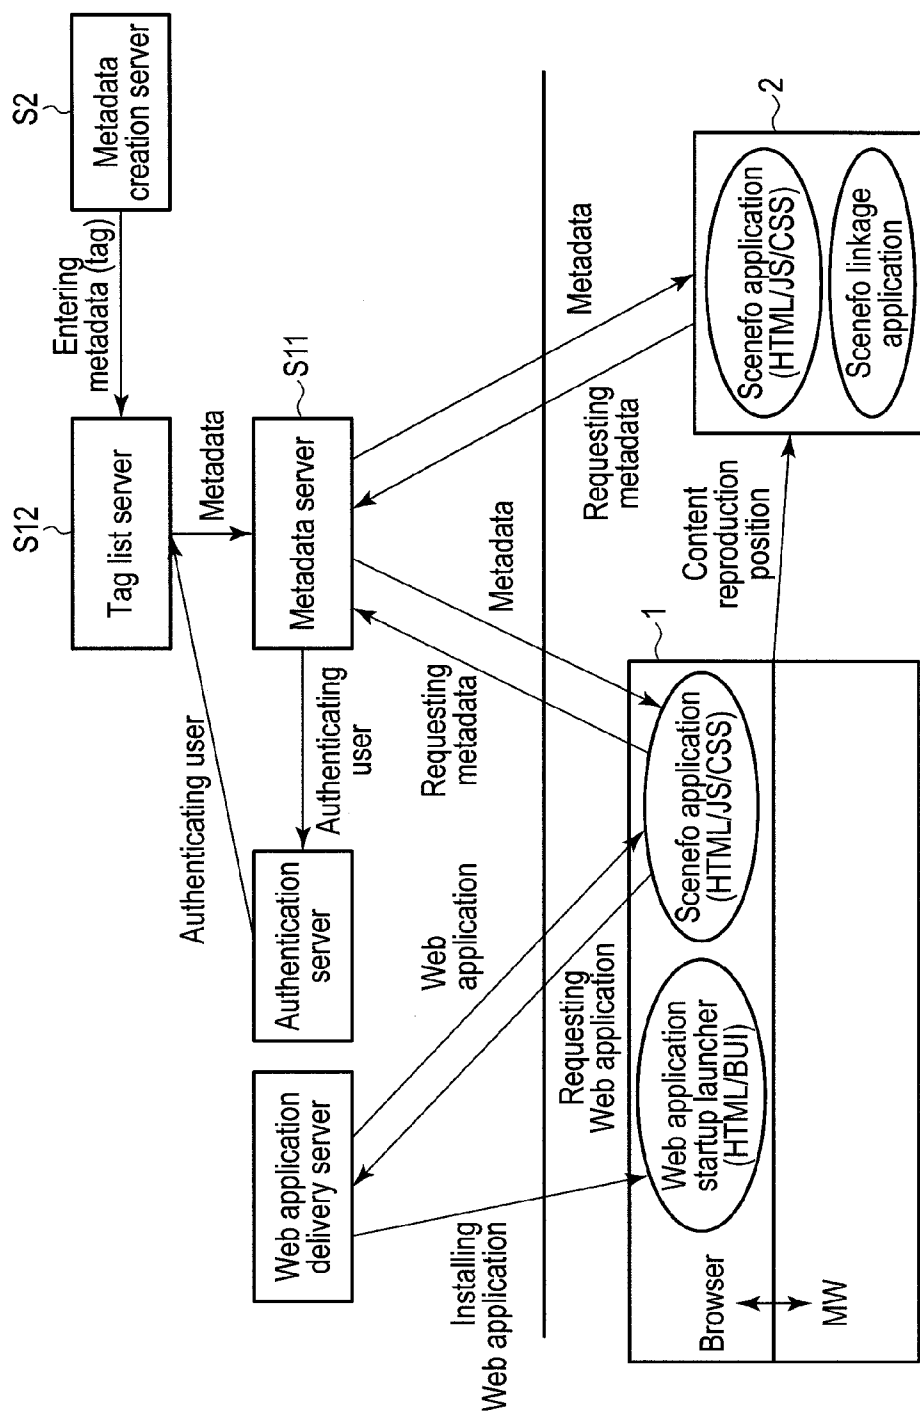 S2
Metadata
creation server
Entering
metadata (tag)
S12
Tag list server
Metadata
S11
Metadata server
Authenticating user
Authenticating
user
Authentication
server
Web application
delivery server
Metadata
Requesting
metadata
Metadata
Requesting
metadata
Web
application
Requesting
Web application
Installing
Web application
2
Scenefo application
(HTML/JS/CSS)
Scenefo linkage
application
Content
reproduction
position
1
Scenefo application
(HTML/JS/CSS)
Web application
startup launcher
(HTML/BUI)
Browser
MW